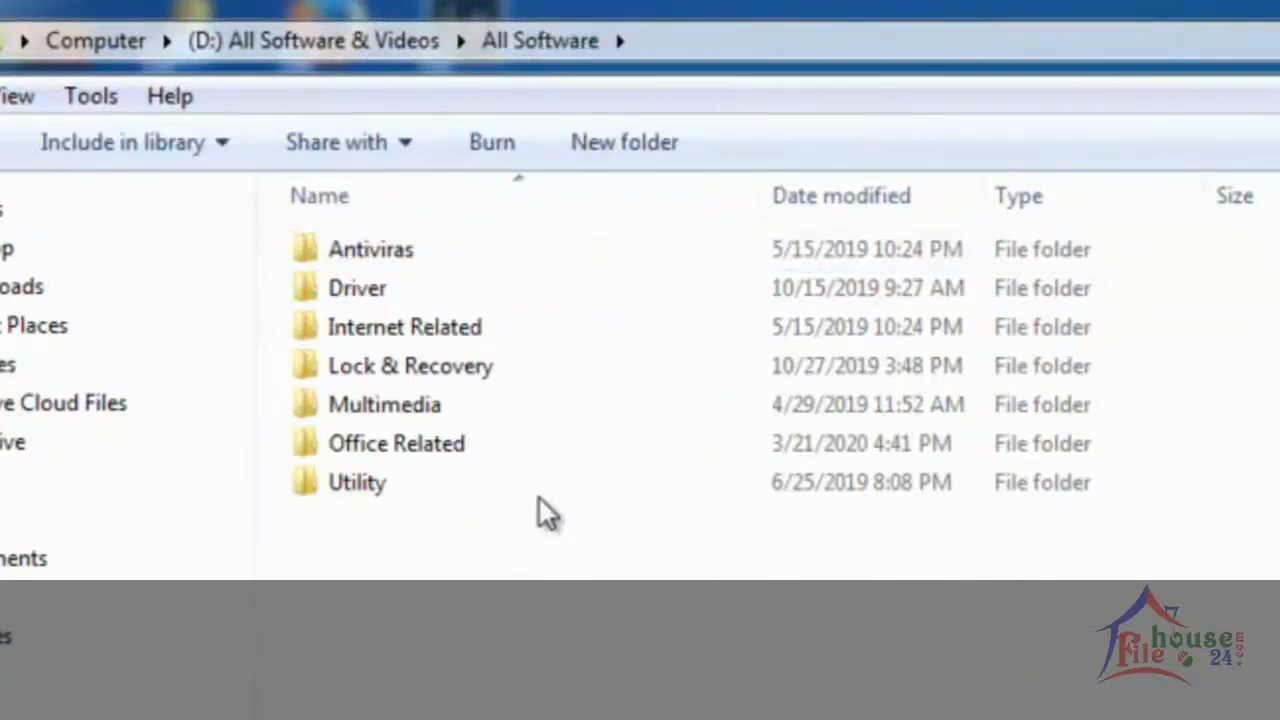 Computer (D:) All Software & Videos All Software
View Tools Help
Include in library Share with Burn New folder
Name Date modified Type Size
Antiviras 5/15/2019 10:24 PM File folder
Driver 10/15/2019 9:27 AM File folder
oads
Places
Internet Related 5/15/2019 10:24 PM File folder
Lock & Recovery 10/27/2019 3:48 PM File folder
Multimedia 4/29/2019 11:52 AM File folder
Cloud Files
Office Related 3/21/2020 4:41 PM File folder
ive
Utility 6/25/2019 8:08 PM File folder
ments
7
house
File 24 .com